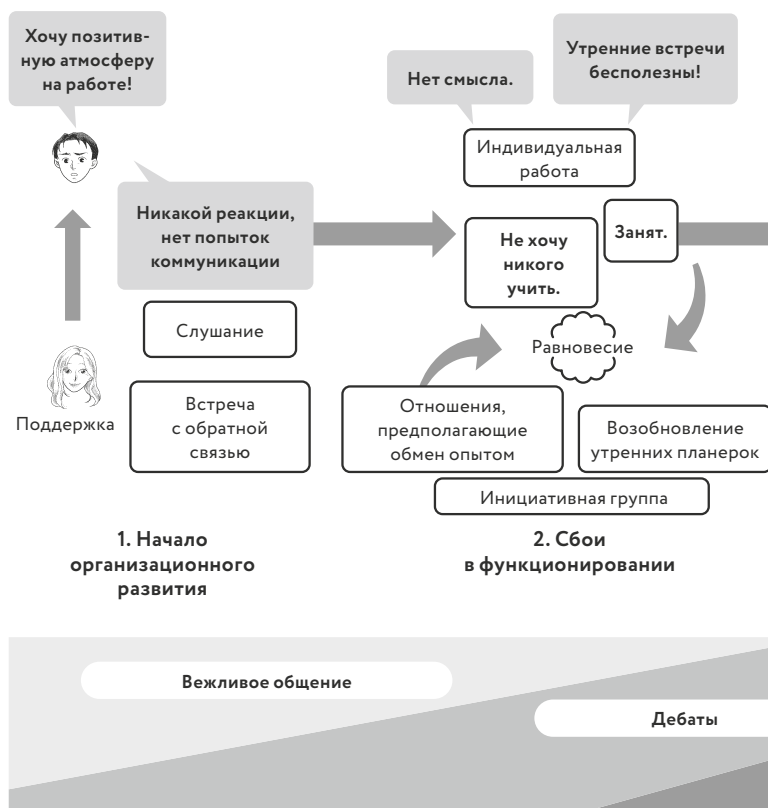 Хочу позитив-
ную атмосферу
на работе!
Нет смысла.
Утренние встречи
бесполезны!
Индивидуальная
работа
Никакой реакции,
нет попыток
коммуникации
Не хочу
никого
учить.
Занят.
Слушание
Равновесие
Поддержка
Встреча
с обратной
связью
Отношения,
предполагающие
обмен опытом
Возобновление
утренних планерок
Инициативная группа
1. Начало
организационного
развития
2. Сбои
в функционировании
Вежливое общение
Дебаты